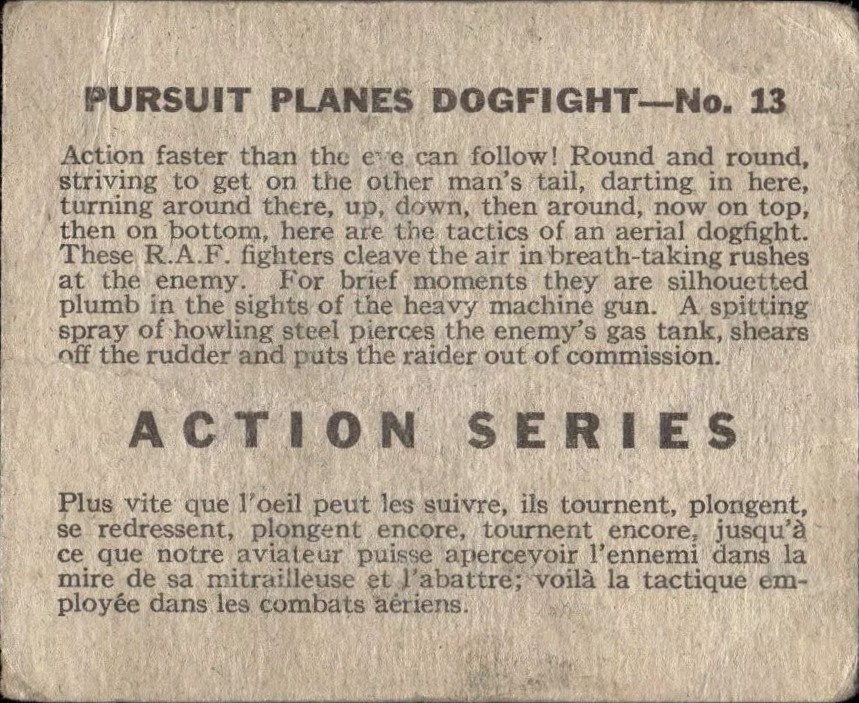 PURSUIT PLANES DOGFIGHT—No. 13
Action faster than the eye can follow! Round and round,
striving to get on the other man's tail, darting in here,
turning around there, up, down, then around, now on top,
then on bottom, here are the tactics of an aerial dogfight.
These R.A.F. fighters cleave the air in breath-taking rushes
at the enemy. For brief moments they are silhouetted
plumb in the sights of the heavy machine gun. A spitting
spray of howling steel pierces the enemy's gas tank, shears
off the rudder and puts the raider out of commission.
ACTION SERIES
Plus vite que l'oeil peut les suivre, ils tournent, plongent,
se redressent, plongent encore, tournent encore, jusqu'à
ce que notre aviateur puisse apercevoir l'ennemi dans la
mire de sa mitrailleuse et l'abattre; voilà la tactique em-
ployée dans les combats aériens.